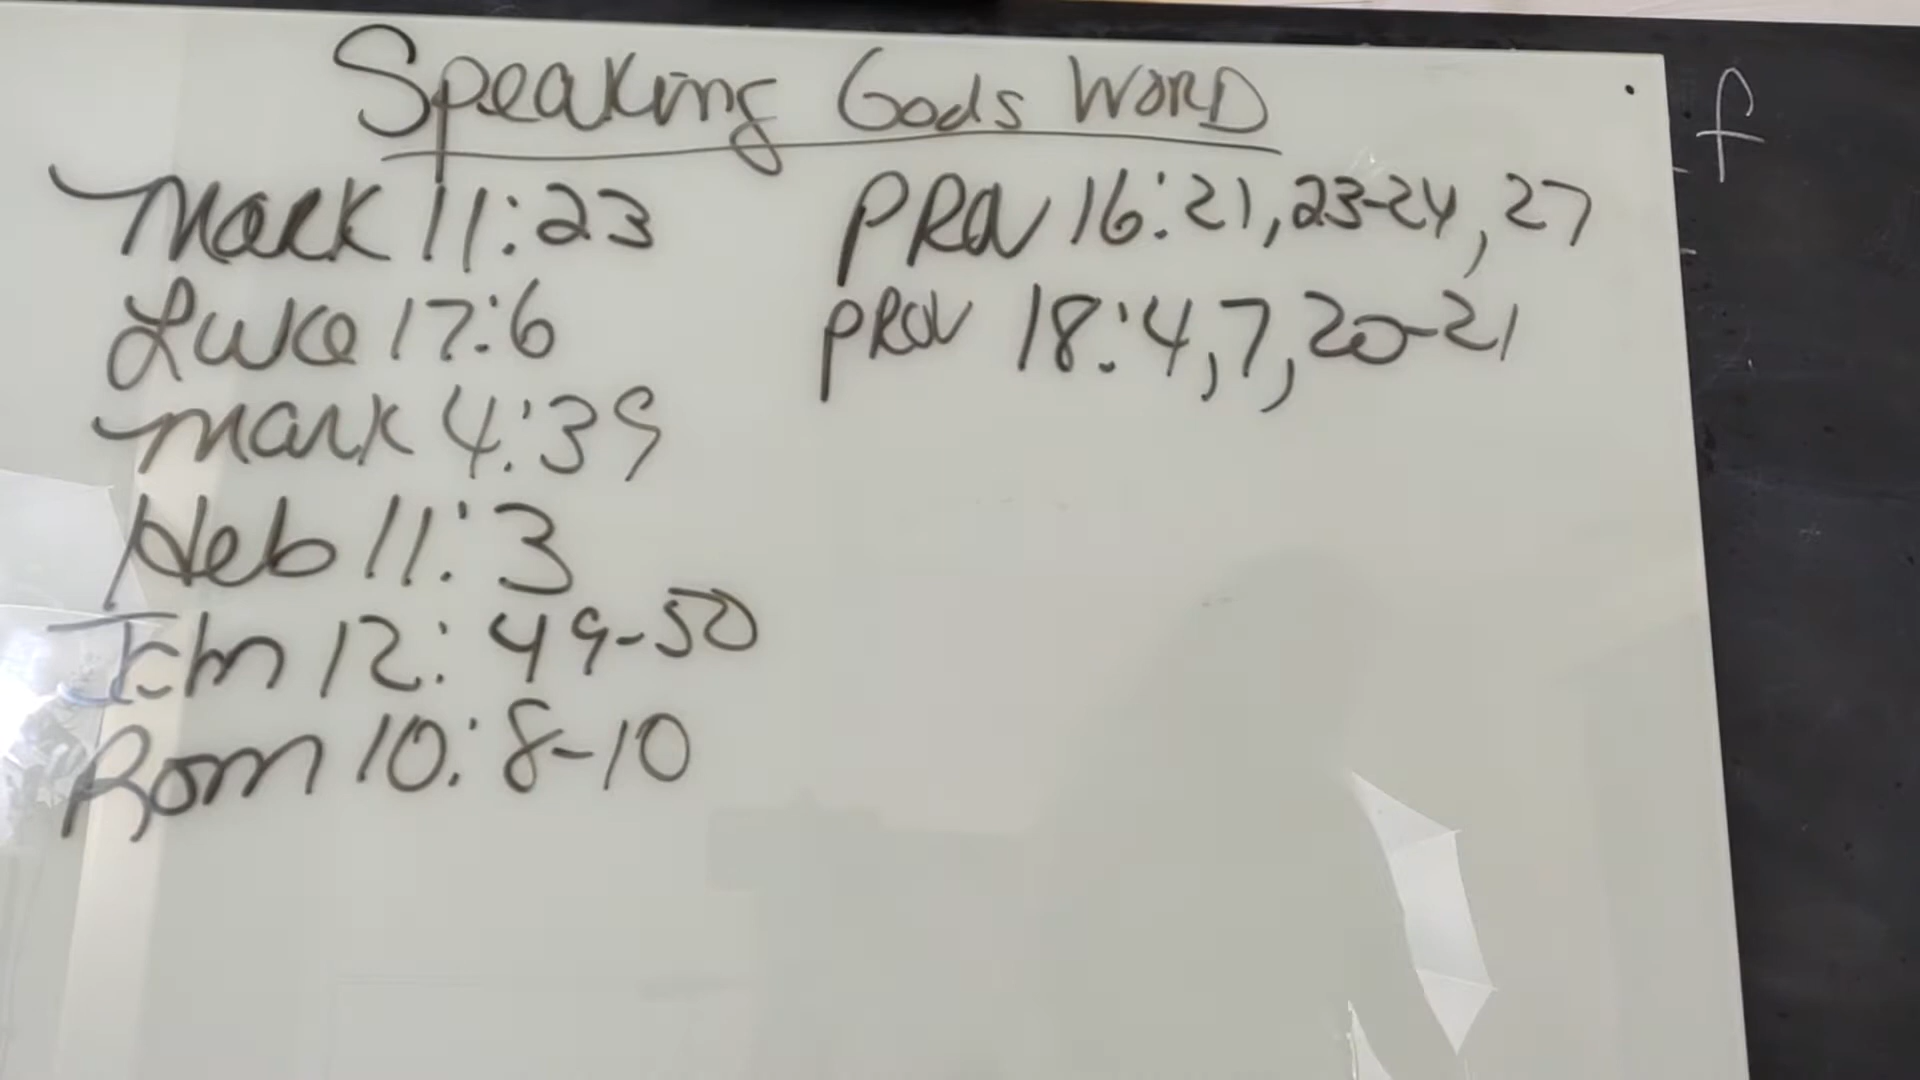 Speaking Gods WORD
Mark 11:23
Luke 17:6
Mark 4:39
Heb 11:3
John 12:49-50
Rom 10:8-10
PROV 16:21,23-24,27
PROV 18:4,7,20-21
f